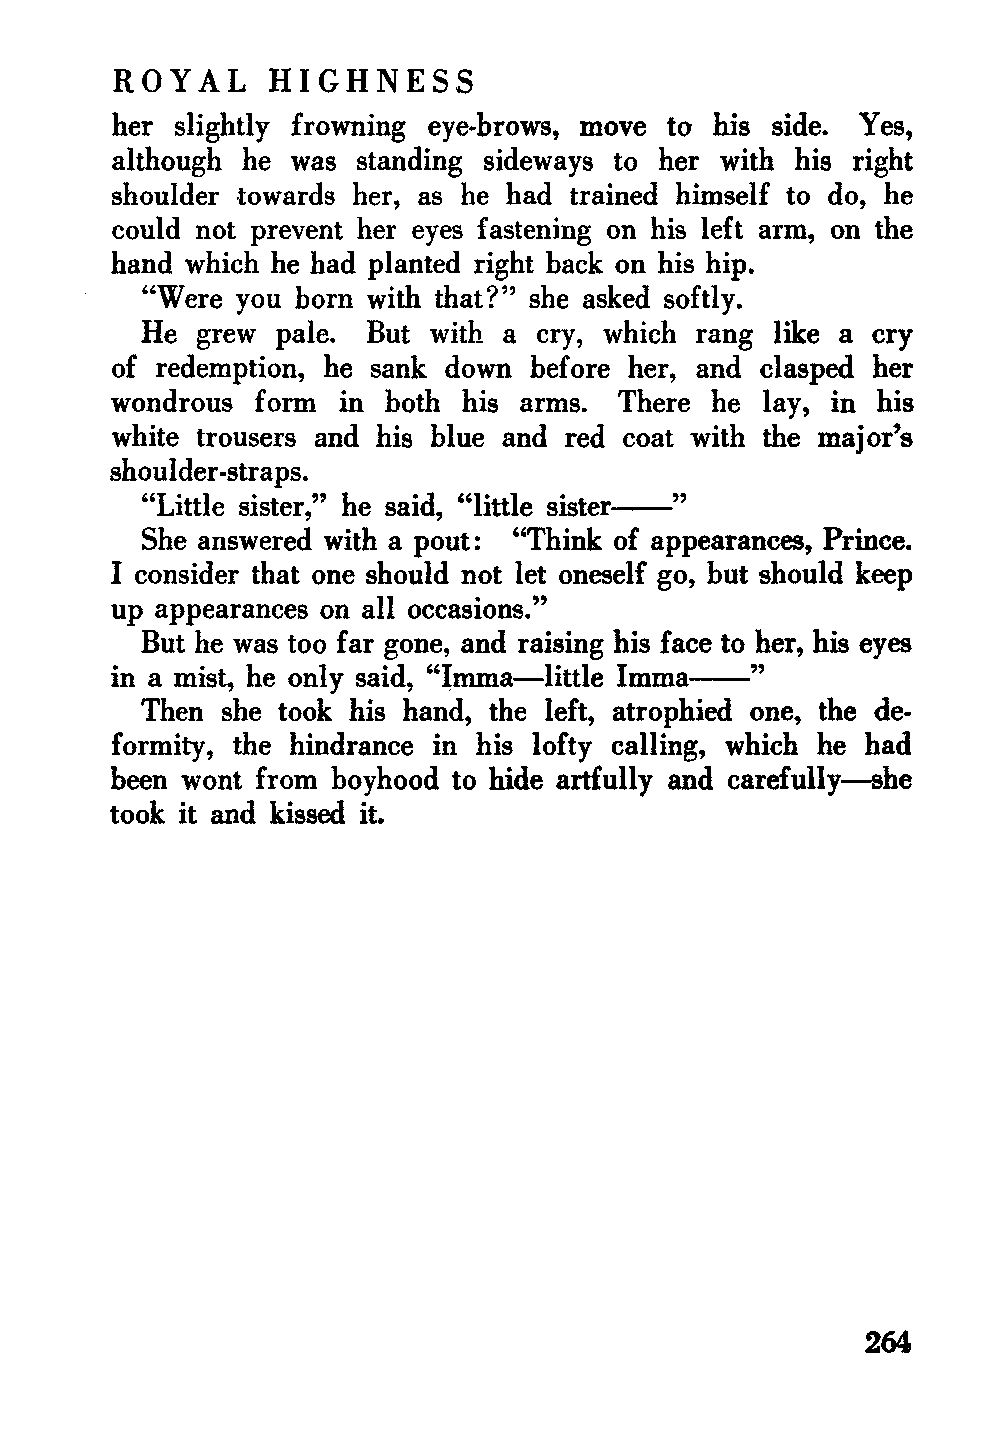 ROYAL HIGHNESS
her slightly frowning eye-brows, move to his side. Yes,
although he was standing sideways to her with his right
shoulder towards her, as he had trained himself to do, he
could not prevent her eyes fastening on his left arm, on the
hand which he had planted right back on his hip.
“Were you born with that?” she asked softly.
He grew pale. But with a cry, which rang like a cry
of redemption, he sank down before her, and clasped her
wondrous form in both his arms. There he lay, in his
white trousers and his blue and red coat with the major’s
shoulder-straps.
“Little sister,” he said, “little sister——”
She answered with a pout: “Think of appearances, Prince.
I consider that one should not let oneself go, but should keep
up appearances on all occasions.”
But he was too far gone, and raising his face to her, his eyes
in a mist, he only said, “Imma—little Imma——”
Then she took his hand, the left, atrophied one, the de-
formity, the hindrance in his lofty calling, which he had
been wont from boyhood to hide artfully and carefully—she
took it and kissed it.
264